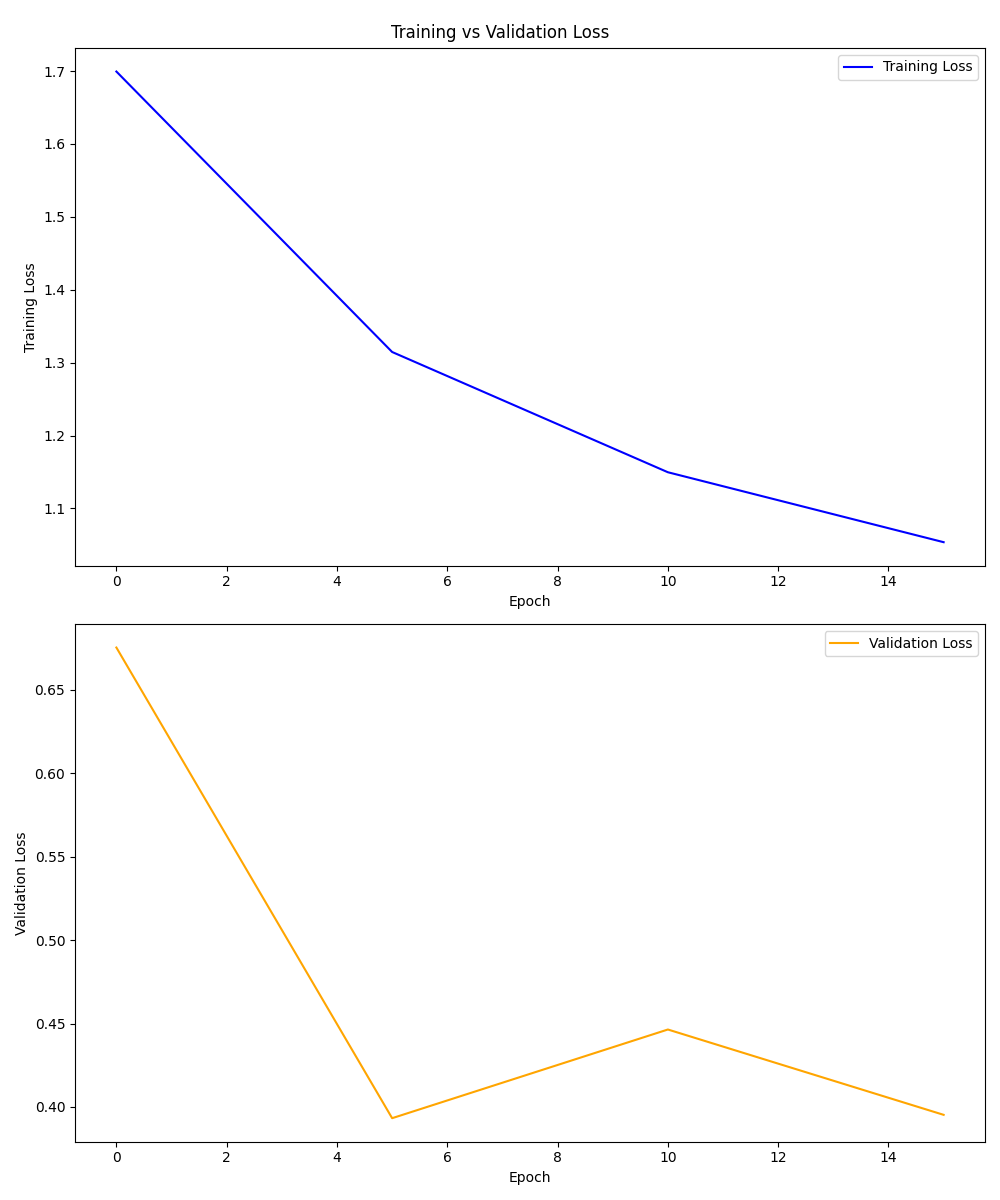 Training vs Validation Loss
Training Loss
1.7
1.6
1.5
1.4
1.3
1.2
1.1
Training Loss
0 2 4 6 8 10 12 14
Epoch
Validation Loss
0.65
0.60
0.55
0.50
0.45
0.40
Validation Loss
0 2 4 6 8 10 12 14
Epoch